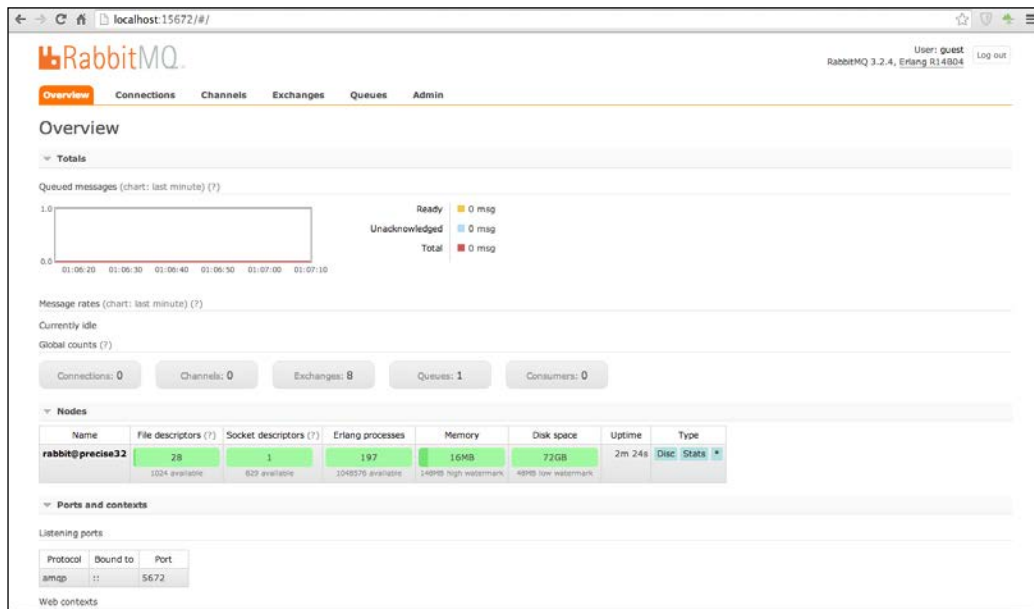 localhost:15672/#/
RabbitMQ
User: guest
RabbitMQ 3.2.4, Erlang R14B04
Log out
Overview Connections Channels Exchanges Queues Admin
Overview
Totals
Queued messages (chart: last minute) (?)
1.0
0.0
01:06:20 01:06:30 01:06:40 01:06:50 01:07:00 01:07:10
Ready 0 msg
Unacknowledged 0 msg
Total 0 msg
Message rates (chart: last minute) (?)
Currently idle
Global counts (?)
Connections: 0 Channels: 0 Exchanges: 8 Queues: 1 Consumers: 0
Nodes
Name File descriptors (?) Socket descriptors (?) Erlang processes Memory Disk space Uptime Type
rabbit@precise32 28 1 197 16MB 72GB 2m 24s Disc Stats *
1024 available 829 available 1048576 available 148MB high watermark 48MB low watermark
Ports and contexts
Listening ports
Protocol Bound to Port
amqp :: 5672
Web contexts